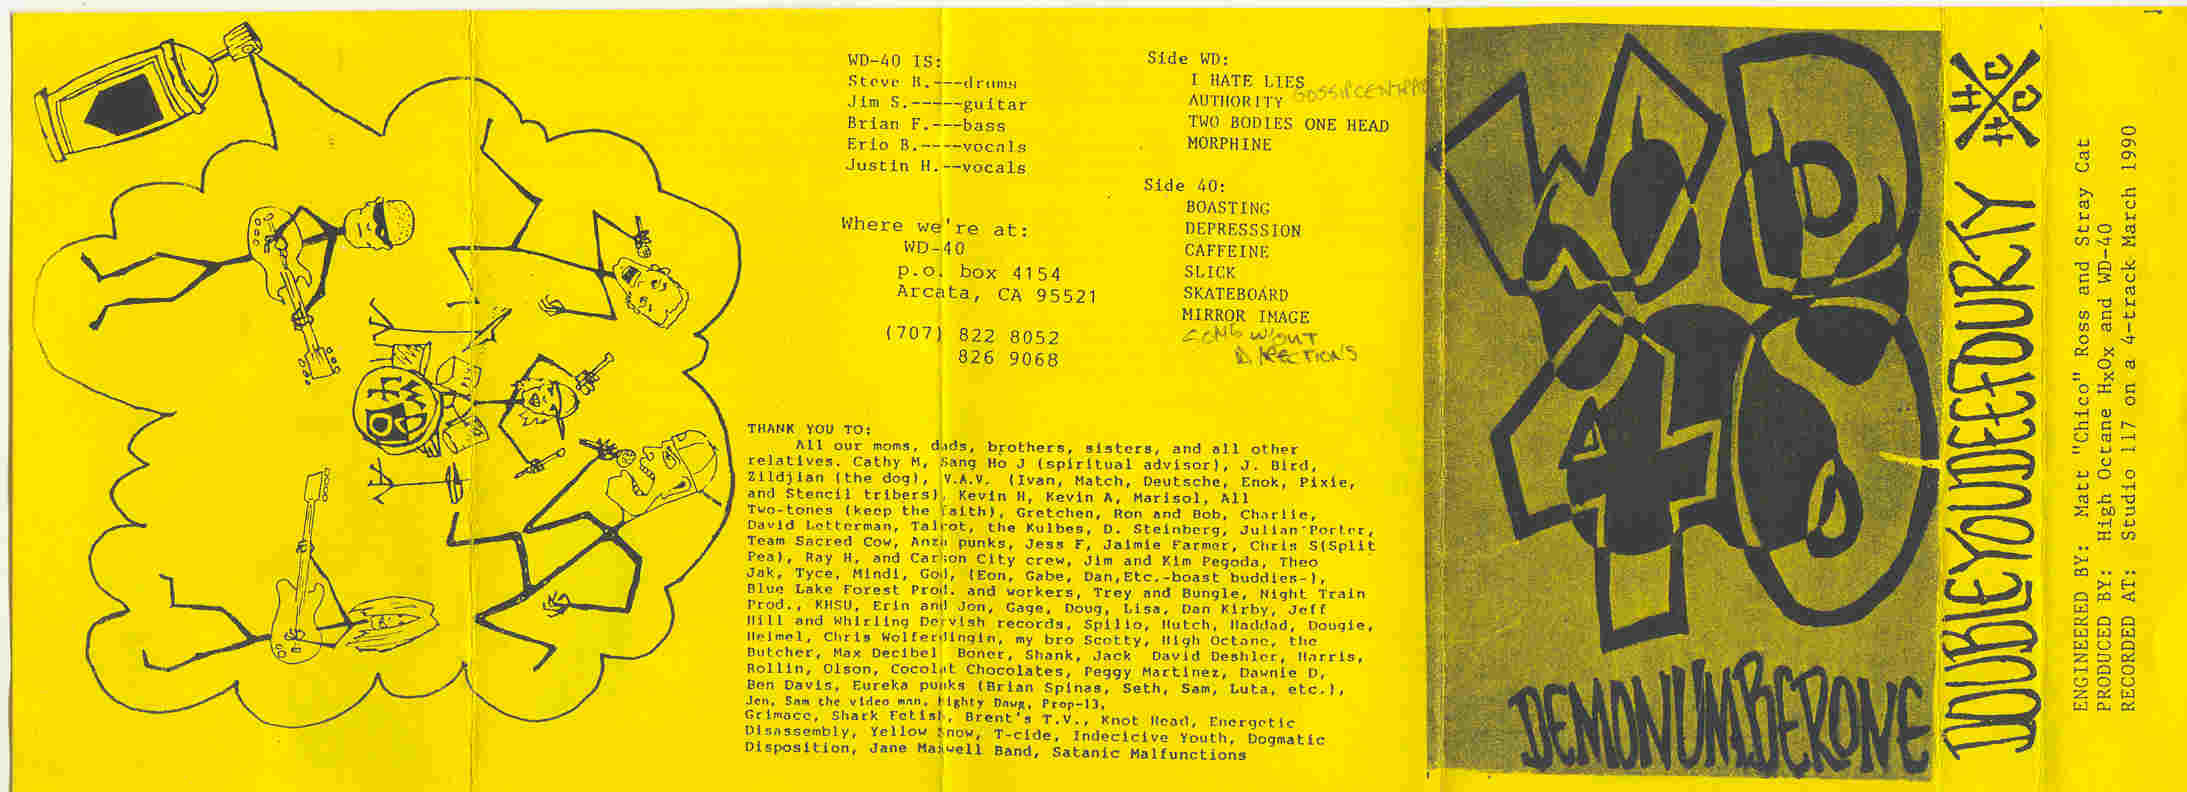 WD-40 IS:
Steve B.---drums
Jim S.-----guitar
Brian F.---bass
Eric B.----vocals
Justin H.--vocals
Where we're at:
WD-40
p.o. box 4154
Arcata, CA 95521
(707) 822 8052
826 9068
Side WD:
I HATE LIES
AUTHORITY GOSSIP CENTRAL
TWO BODIES ONE HEAD
MORPHINE
Side 40:
BOASTING
DEPRESSSION
CAFFEINE
SLICK
SKATEBOARD
MIRROR IMAGE
SONG W/OUT
DIRECTIONS
THANK YOU TO:
All our moms, dads, brothers, sisters, and all other
relatives. Cathy M, Sang Ho J (spiritual advisor), J. Bird,
Zildjian (the dog), V.A.V. (Ivan, Match, Deutsche, Enok, Pixie,
and Stencil tribers), Kevin H, Kevin A, Marisol, All
Two-tones (keep the faith), Gretchen, Ron and Bob, Charlie,
David Letterman, Talcot, the Kulbes, D. Steinberg, Julian Porter,
Team Sacred Cow, Anza punks, Jess F, Jaimie Farmer, Chris S(Split
Pea), Ray H, and Carson City crew, Jim and Kim Pegoda, Theo
Jak, Tyce, Mindi, God, (Eon, Gabe, Dan,Etc.-boast buddies-),
Blue Lake Forest Prod. and workers, Trey and Bungle, Night Train
Prod., KHSU, Erin and Jon, Gage, Doug, Lisa, Dan Kirby, Jeff
Hill and Whirling Dervish records, Spilio, Hutch, Haddad, Dougie,
Heimel, Chris Wolferdingin, my bro Scotty, High Octane, the
Butcher, Max Decibel Boner, Shank, Jack David Deshler, Harris,
Rollin, Olson, Cocolat Chocolates, Peggy Martinez, Dawnie D,
Ben Davis, Eureka punks (Brian Spinas, Seth, Sam, Luta, etc.),
Jen, Sam the video man, Mighty Dawg, Prop-13,
Grimace, Shark Fetish, Brent's T.V., Knot Head, Energetic
Disassembly, Yellow Snow, T-cide, Indecicive Youth, Dogmatic
Disposition, Jane Maxwell Band, Satanic Malfunctions
WD
40
DEMONUMBERONE
DOUBLEYOUDEEFOURTY
HCHC
ENGINEERED BY: Matt "Chico" Ross and Stray Cat
PRODUCED BY: High Octane HxOx and WD-40
RECORDED AT: Studio 117 on a 4-track March 1990